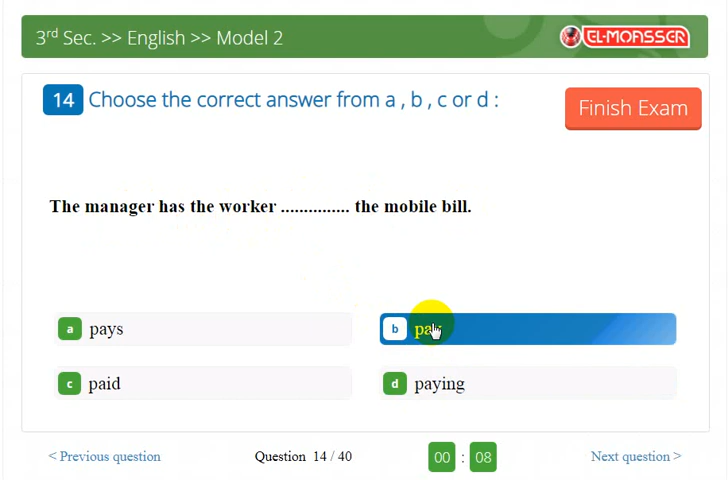 3rd Sec. >> English >> Model 2
EL-MOASSER
14 Choose the correct answer from a , b , c or d :
Finish Exam
The manager has the worker ............... the mobile bill.
a pays
b pay
c paid
d paying
< Previous question
Question 14 / 40
00 : 08
Next question >